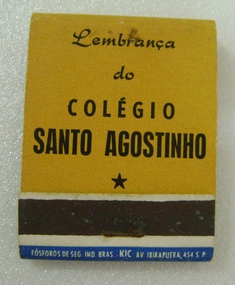 Lembrança
do
COLÉGIO
SANTO AGOSTINHO
FÓSFOROS DE SEG. IND. BRAS. KIC AV IBIRAPUERA, 454 S. P.